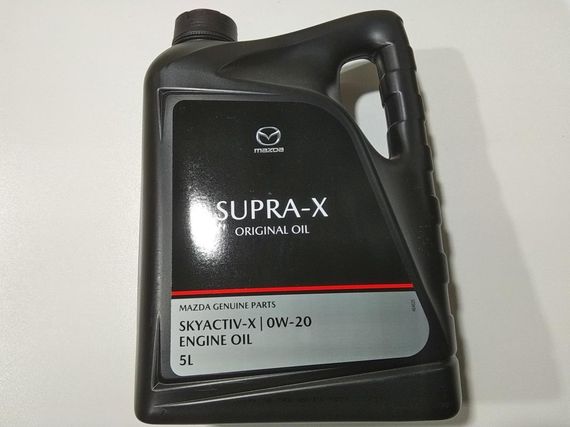 mazda
SUPRA-X
ORIGINAL OIL
MAZDA GENUINE PARTS
SKYACTIV-X | 0W-20
ENGINE OIL
5L